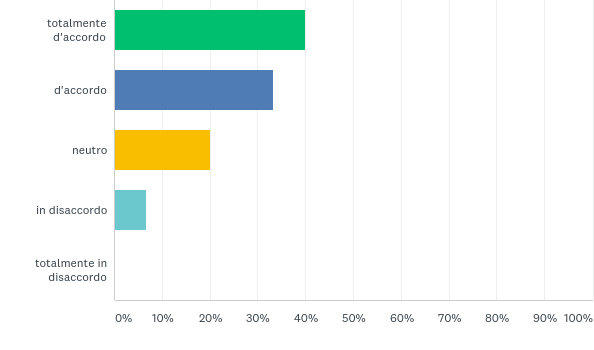 totalmente
d'accordo
d'accordo
neutro
in disaccordo
totalmente in
disaccordo
0% 10% 20% 30% 40% 50% 60% 70% 80% 90% 100%